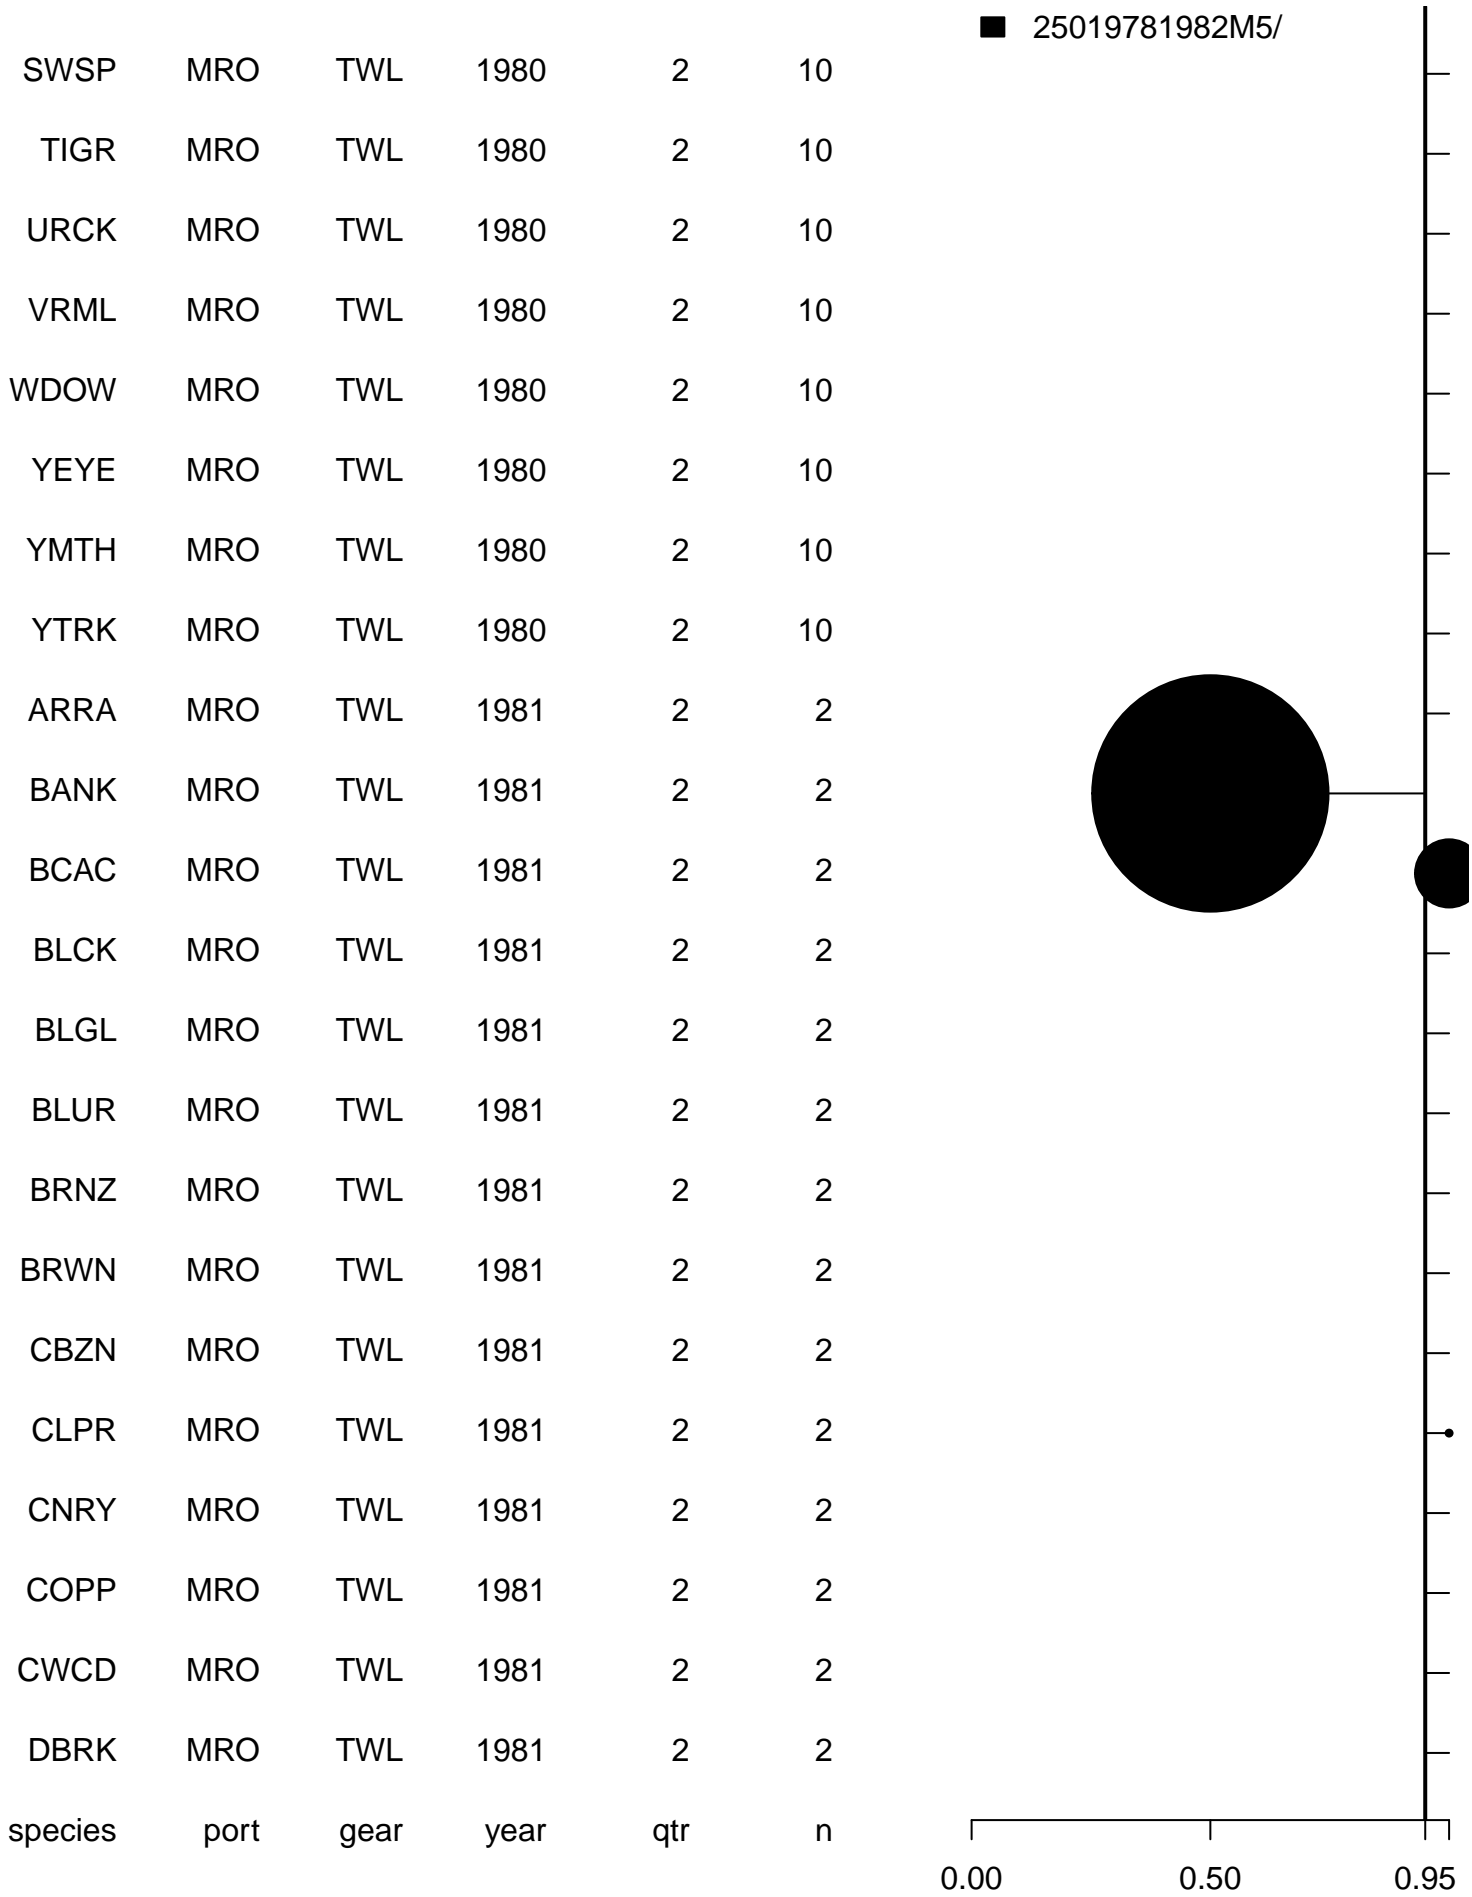 25019781982M5/
SWSP MRO TWL 1980 2 10
TIGR MRO TWL 1980 2 10
URCK MRO TWL 1980 2 10
VRML MRO TWL 1980 2 10
WDOW MRO TWL 1980 2 10
YEYE MRO TWL 1980 2 10
YMTH MRO TWL 1980 2 10
YTRK MRO TWL 1980 2 10
ARRA MRO TWL 1981 2 2
BANK MRO TWL 1981 2 2
BCAC MRO TWL 1981 2 2
BLCK MRO TWL 1981 2 2
BLGL MRO TWL 1981 2 2
BLUR MRO TWL 1981 2 2
BRNZ MRO TWL 1981 2 2
BRWN MRO TWL 1981 2 2
CBZN MRO TWL 1981 2 2
CLPR MRO TWL 1981 2 2
CNRY MRO TWL 1981 2 2
COPP MRO TWL 1981 2 2
CWCD MRO TWL 1981 2 2
DBRK MRO TWL 1981 2 2
species port gear year qtr n
0.00 0.50 0.95